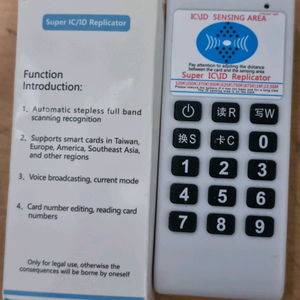 Super IC/ID Replicator
Function
Introduction:
1、 Automatic stepless full band
scanning recognition
2、 Supports smart cards in Taiwan,
Europe, America, Southeast Asia,
and other regions
3、 Voice broadcasting, current mode
4、 Card number editing, reading card
numbers
Only for legal use, otherwise the
consequences will be borne by oneself
IC\ID SENSING AREA
Pay attention to adjusting the distance
between the card and the sensing area
Super IC/ID Replicator
读R 写W
换S 卡C 0
1 2 3
4 5 6
7 8 9